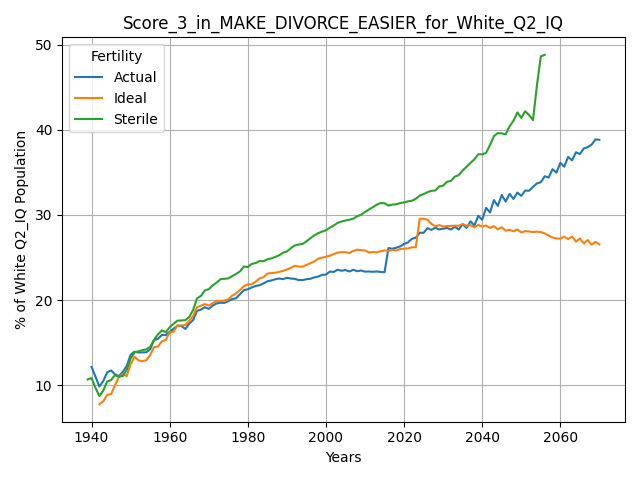 Score_3_in_MAKE_DIVORCE_EASIER_for_White_Q2_IQ
Fertility
Actual
Ideal
Sterile
% of White Q2_IQ Population
50
40
30
20
10
1940 1960 1980 2000 2020 2040 2060
Years